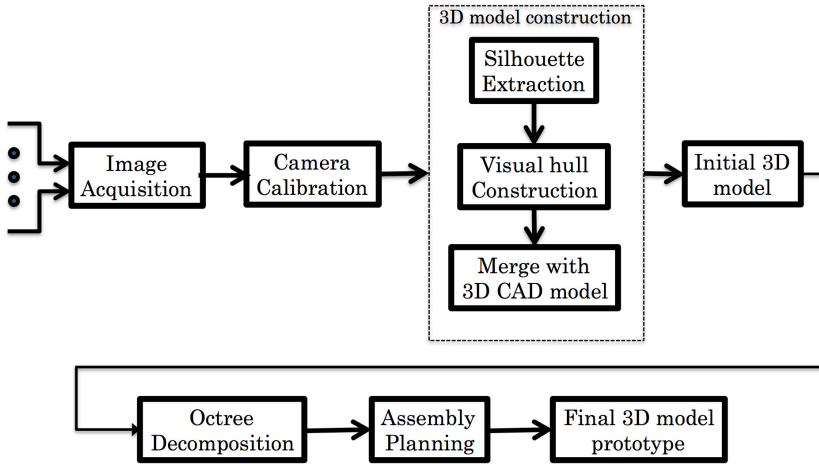 3D model construction
Silhouette
Extraction
Image
Acquisition
Camera
Calibration
Visual hull
Construction
Initial 3D
model
Merge with
3D CAD model
Octree
Decomposition
Assembly
Planning
Final 3D model
prototype